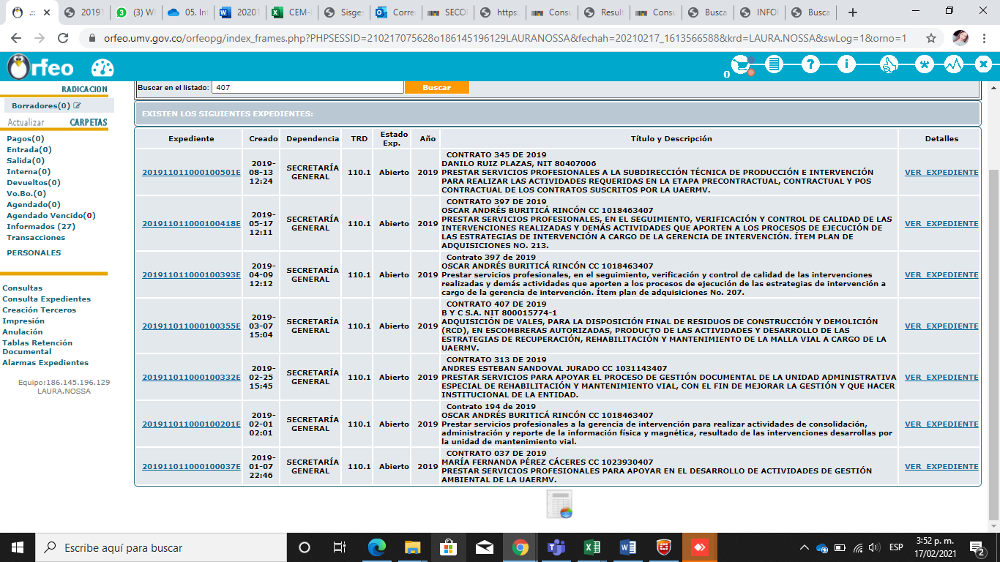 .::
20191
(3) W
05. In
20201
CEM-
Sisges
Corre
SECO
https:
Consu
Result
Consu
Busca
INFO
Busca
orfeo.umv.gov.co/orfeopg/index_frames.php?PHPSESSID=210217075628o186145196129LAURANOSSA&fechah=20210217_1613566588&krd=LAURA.NOSSA&swLog=1&orno=1
Orfeo
0
RADICACION
Borradores(0)
Actualizar CARPETAS
Pagos(0)
Entrada(0)
Salida(0)
Interna(0)
Devueltos(0)
Vo.Bo.(0)
Agendado(0)
Agendado Vencido(0)
Informados (27)
Transacciones
PERSONALES
Consultas
Consulta Expedientes
Creación Terceros
Impresión
Anulación
Tablas Retención
Documental
Alarmas Expedientes
Equipo:186.145.196.129
LAURA.NOSSA
Buscar en el listado: 407 Buscar
EXISTEN LOS SIGUIENTES EXPEDIENTES:
Expediente Creado Dependencia TRD Estado Exp. Año Título y Descripción Detalles
201911011000100501E 2019-08-13 12:24 SECRETARÍA GENERAL 110.1 Abierto 2019 CONTRATO 345 DE 2019
DANILO RUIZ PLAZAS, NIT 80407006
PRESTAR SERVICIOS PROFESIONALES A LA SUBDIRECCIÓN TÉCNICA DE PRODUCCIÓN E INTERVENCIÓN
PARA REALIZAR LAS ACTIVIDADES REQUERIDAS EN LA ETAPA PRECONTRACTUAL, CONTRACTUAL Y POS
CONTRACTUAL DE LOS CONTRATOS SUSCRITOS POR LA UAERMV.
VER EXPEDIENTE
201911011000100418E 2019-05-17 12:11 SECRETARÍA GENERAL 110.1 Abierto 2019 CONTRATO 397 DE 2019
OSCAR ANDRÉS BURITICÁ RINCÓN CC 1018463407
PRESTAR SERVICIOS PROFESIONALES, EN EL SEGUIMIENTO, VERIFICACIÓN Y CONTROL DE CALIDAD DE LAS
INTERVENCIONES REALIZADAS Y DEMÁS ACTIVIDADES QUE APORTEN A LOS PROCESOS DE EJECUCIÓN DE
LAS ESTRATEGIAS DE INTERVENCIÓN A CARGO DE LA GERENCIA DE INTERVENCIÓN. ÍTEM PLAN DE
ADQUISICIONES NO. 213.
VER EXPEDIENTE
201911011000100393E 2019-04-09 12:12 SECRETARÍA GENERAL 110.1 Abierto 2019 Contrato 397 de 2019
OSCAR ANDRÉS BURITICÁ RINCÓN CC 1018463407
Prestar servicios profesionales, en el seguimiento, verificación y control de calidad de las intervenciones
realizadas y demás actividades que aporten a los procesos de ejecución de las estrategias de intervención a
cargo de la gerencia de intervención. Ítem plan de adquisiciones No. 207.
VER EXPEDIENTE
201911011000100355E 2019-03-07 15:04 SECRETARÍA GENERAL 110.1 Abierto 2019 CONTRATO 407 DE 2019
B Y C S.A. NIT 800015774-1
ADQUISICIÓN DE VALES, PARA LA DISPOSICIÓN FINAL DE RESIDUOS DE CONSTRUCCIÓN Y DEMOLICIÓN
(RCD), EN ESCOMBRERAS AUTORIZADAS, PRODUCTO DE LAS ACTIVIDADES Y DESARROLLO DE LAS
ESTRATEGIAS DE RECUPERACIÓN, REHABILITACIÓN Y MANTENIMIENTO DE LA MALLA VIAL A CARGO DE LA
UAERMV.
VER EXPEDIENTE
201911011000100332E 2019-02-25 15:45 SECRETARÍA GENERAL 110.1 Abierto 2019 CONTRATO 313 DE 2019
ANDRES ESTEBAN SANDOVAL JURADO CC 1031143407
PRESTAR SERVICIOS PARA APOYAR EL PROCESO DE GESTIÓN DOCUMENTAL DE LA UNIDAD ADMINISTRATIVA
ESPECIAL DE REHABILITACIÓN Y MANTENIMIENTO VIAL, CON EL FIN DE MEJORAR LA GESTIÓN Y QUE HACER
INSTITUCIONAL DE LA ENTIDAD.
VER EXPEDIENTE
201911011000100201E 2019-02-01 02:01 SECRETARÍA GENERAL 110.1 Abierto 2019 Contrato 194 de 2019
OSCAR ANDRÉS BURITICÁ RINCÓN CC 1018463407
Prestar servicios profesionales a la gerencia de intervención para realizar actividades de consolidación,
administración y reporte de la información física y magnética, resultado de las intervenciones desarrollas por
la unidad de mantenimiento vial.
VER EXPEDIENTE
201911011000100037E 2019-01-07 22:46 SECRETARÍA GENERAL 110.1 Abierto 2019 CONTRATO 037 DE 2019
MARÍA FERNANDA PÉREZ CÁCERES CC 1023930407
PRESTAR SERVICIOS PROFESIONALES PARA APOYAR EN EL DESARROLLO DE ACTIVIDADES DE GESTIÓN
AMBIENTAL DE LA UAERMV.
VER EXPEDIENTE
Escribe aquí para buscar
ESP
3:52 p. m.
17/02/2021
2